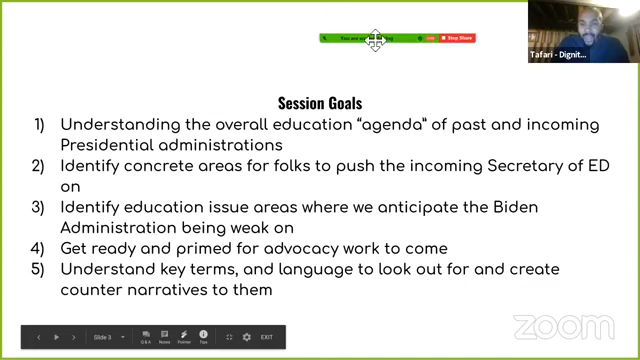 Stop Share
Tafari - Dignit...
Session Goals
1) Understanding the overall education “agenda” of past and incoming
Presidential administrations
2) Identify concrete areas for folks to push the incoming Secretary of ED
on
3) Identify education issue areas where we anticipate the Biden
Administration being weak on
4) Get ready and primed for advocacy work to come
5) Understand key terms, and language to look out for and create
counter narratives to them
Slide 3
Q & A
Notes
Pointer
Tips
EXIT
zoom